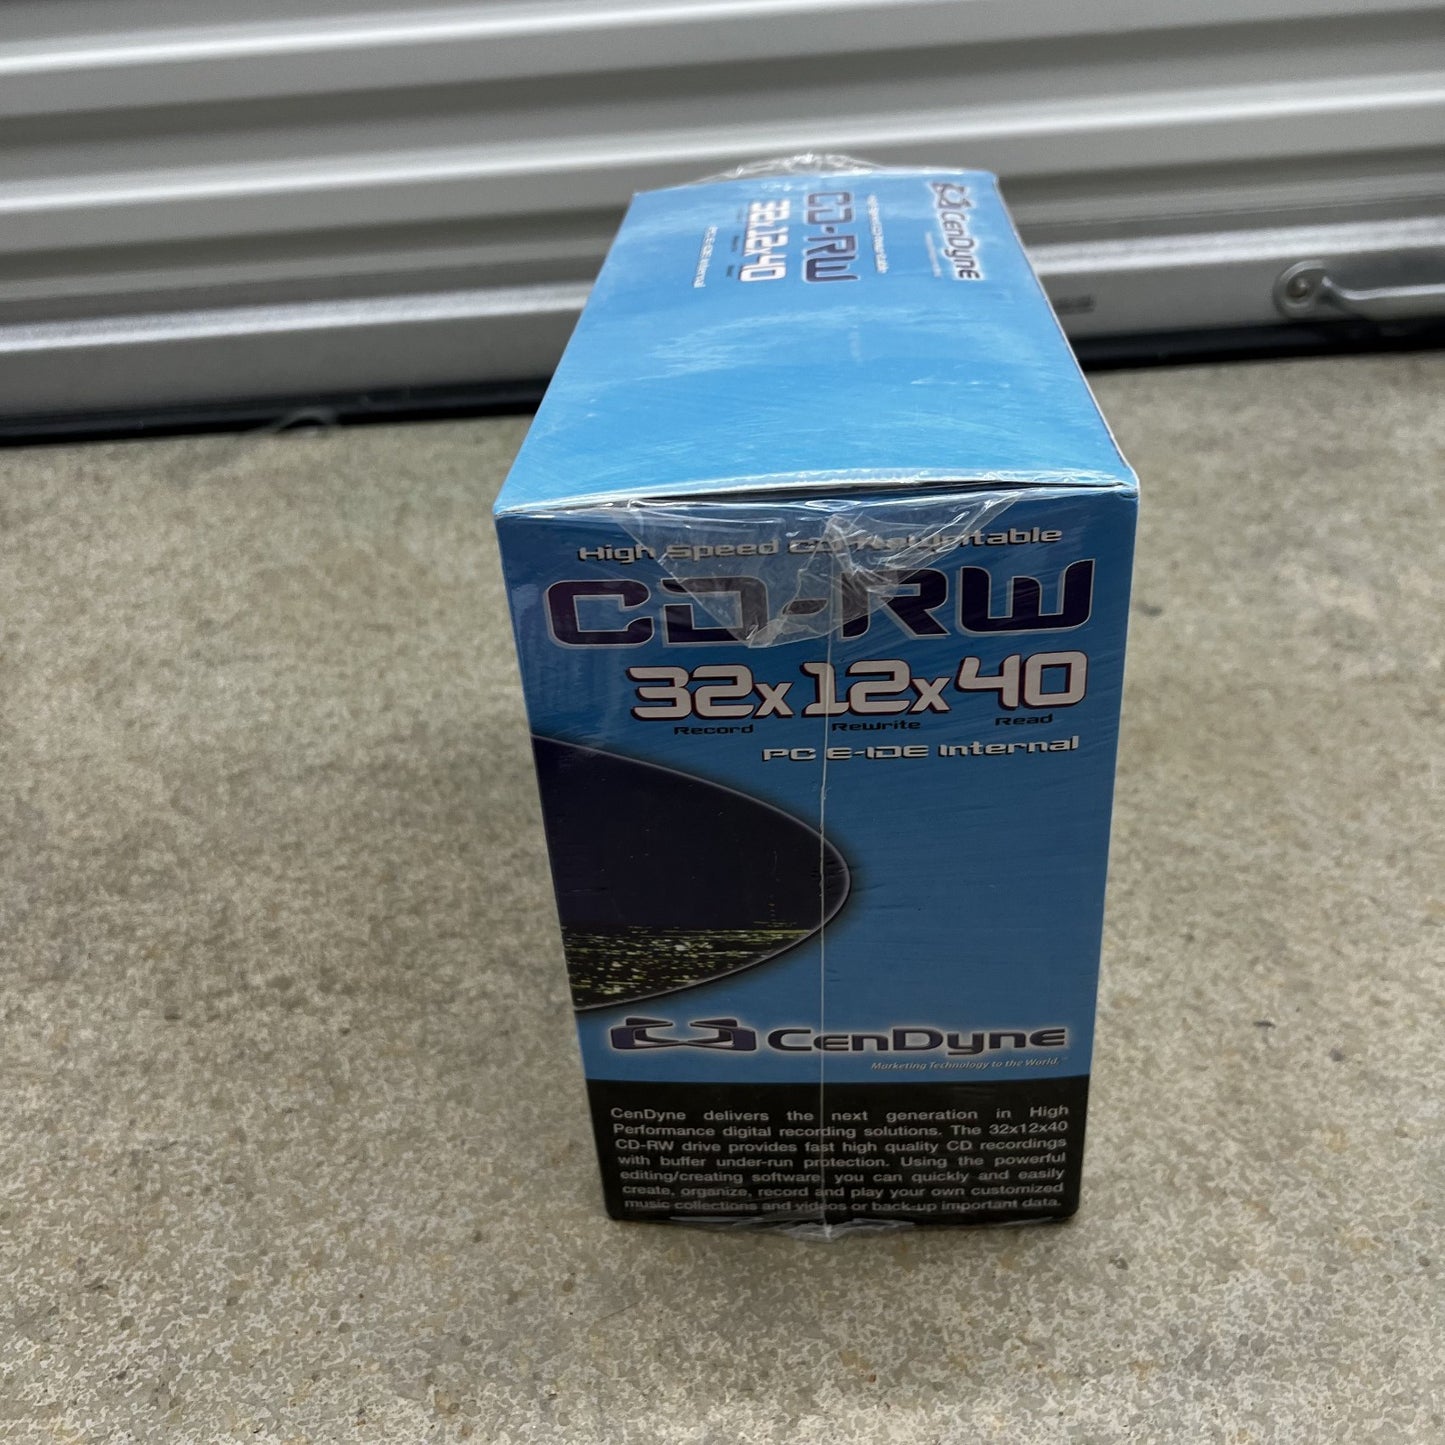 CenDyne
CD-RW
32x12x40
PC E-IDE Internal
High Speed CD ReWritable
CD-RW
32x12x40
Record ReWrite Read
PC E-IDE Internal
CenDyne
Marketing Technology to the World.™
CenDyne delivers the next generation in High
Performance digital recording solutions. The 32x12x40
CD-RW drive provides fast high quality CD recordings
with buffer under-run protection. Using the powerful
editing/creating software, you can quickly and easily
create, organize, record and play your own customized
music collections and videos or back-up important data.